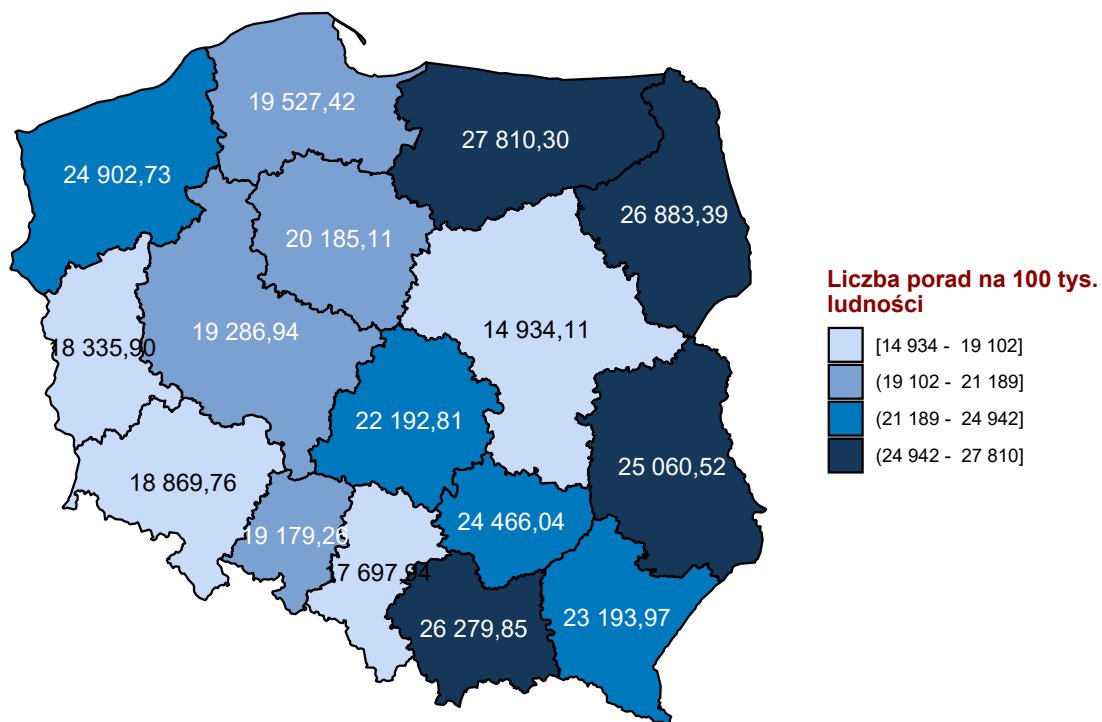 19 527,42
27 810,30
24 902,73
26 883,39
20 185,11
14 934,11
19 286,94
18 335,90
22 192,81
25 060,52
18 869,76
24 466,04
19 179,26
7 697,94
23 193,97
26 279,85
Liczba porad na 100 tys.
ludności
[14 934 - 19 102]
(19 102 - 21 189]
(21 189 - 24 942]
(24 942 - 27 810]